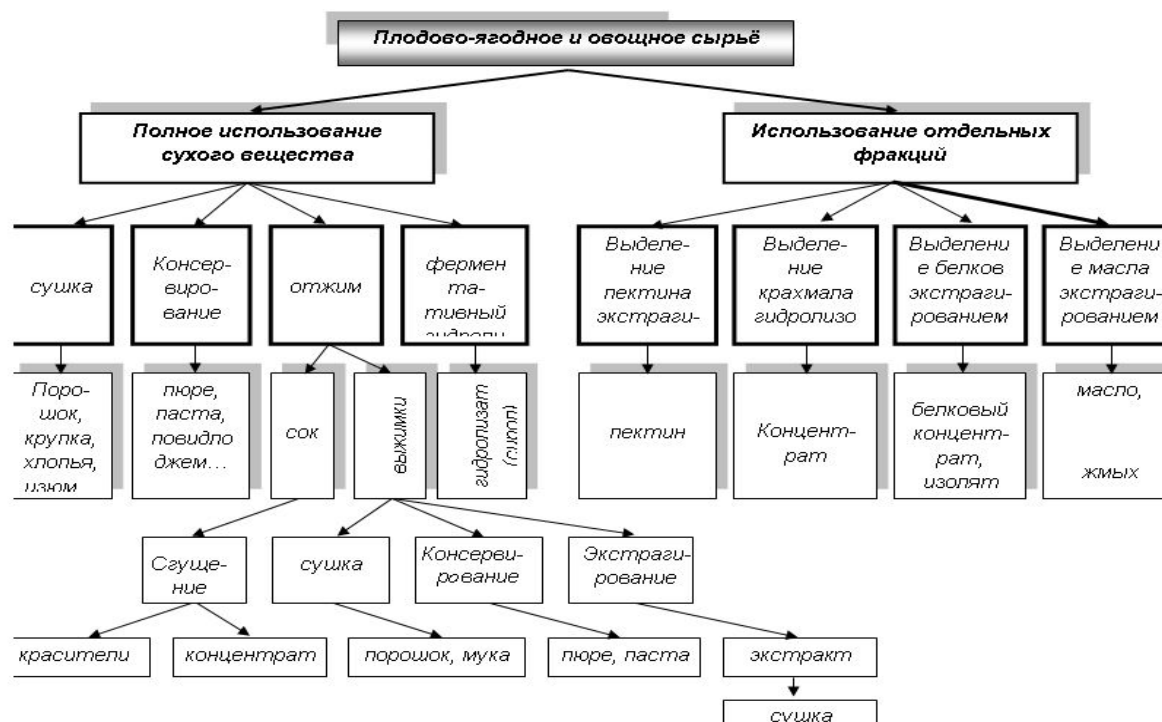 Плодово-ягодное и овощное сырьё
Полное использование
сухого вещества
Использование отдельных
фракций
сушка
Консер-
виро-
вание
отжим
фермен
та-
тивный
Выделе-
ние
пектина
экстраги-
Выделе-
ние
крахмала
гидролизо
Выделени
е белков
экстраги-
рованием
Выделени
е масла
экстраги-
рованием
Поро-
шок,
крупка,
хлопья,
изюм
пюре,
паста,
повидло
джем...
сок
выжимки
гидролизат
(сироп)
пектин
Концент-
рат
белковый
концент-
рат,
изолят
масло,
жмых
Сгуще-
ние
сушка
Консерви-
рование
Экстраги-
рование
красители
концентрат
порошок, мука
пюре, паста
экстракт
сушка